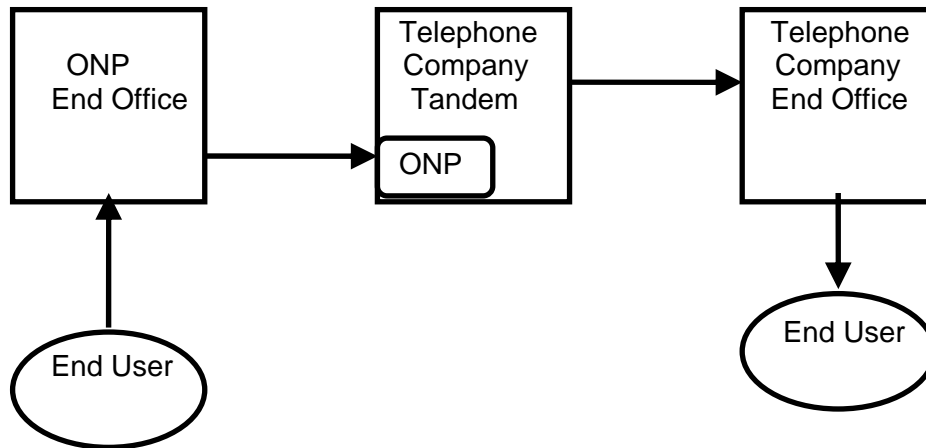 ONP
End Office
Telephone
Company
Tandem
ONP
Telephone
Company
End Office
End User
End User